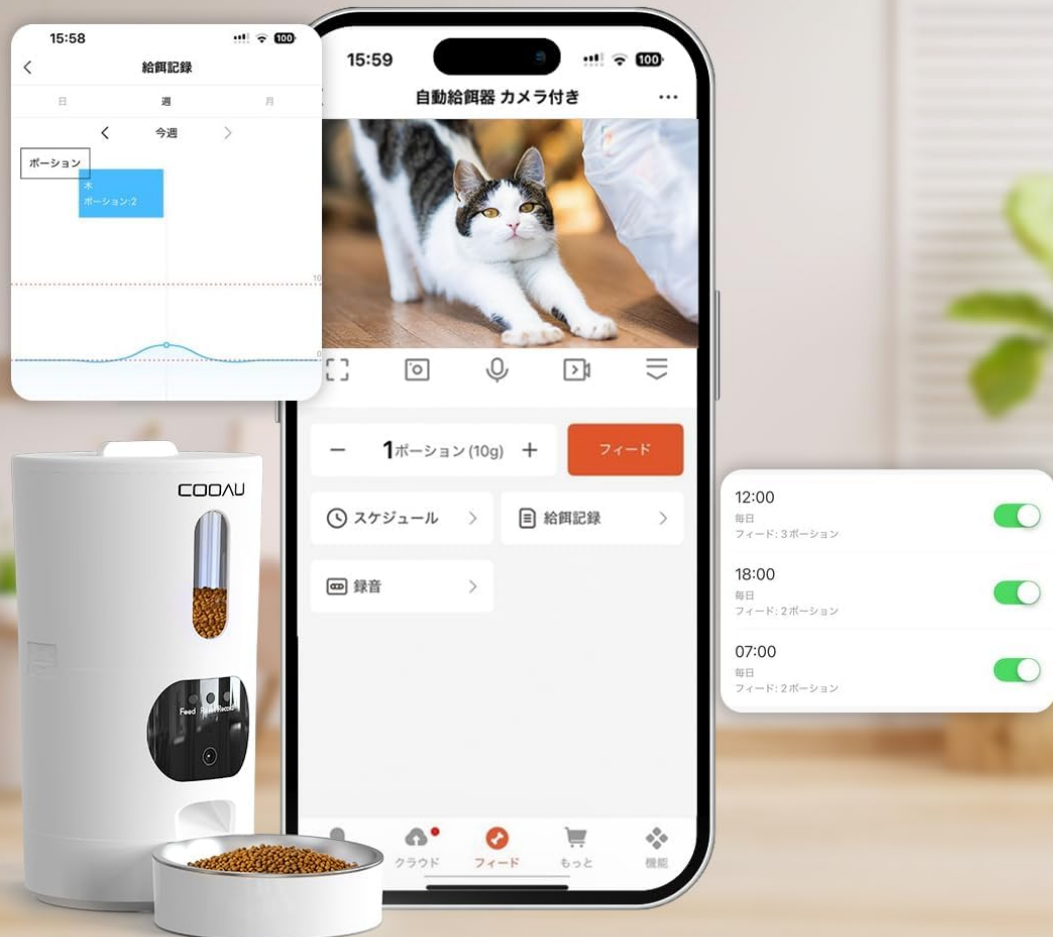 15:58
100
給餌記録
日 週 月
今週
ポーション
木
ポーション:2
10
0
15:59
100
自動給餌器 カメラ付き
1ポーション (10g)
フィード
スケジュール
給餌記録
録音
クラウド
フィード
もっと
機能
COOAU
Feed
Record
12:00
毎日
フィード: 3ポーション
18:00
毎日
フィード: 2ポーション
07:00
毎日
フィード: 2ポーション